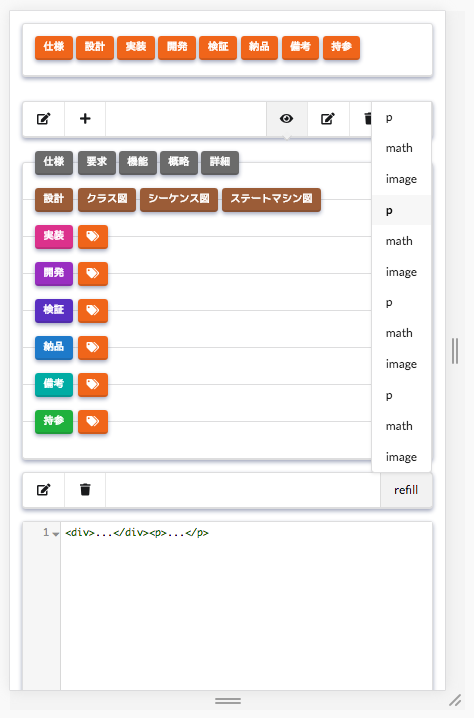 仕様 設計 実装 開発 検証 納品 備考 持参
p
math
image
p
math
image
p
math
image
p
math
image
仕様 要求 機能 概略 詳細
設計 クラス図 シーケンス図 ステートマシン図
実装
開発
検証
納品
備考
持参
refill
1 <div>...</div><p>...</p>